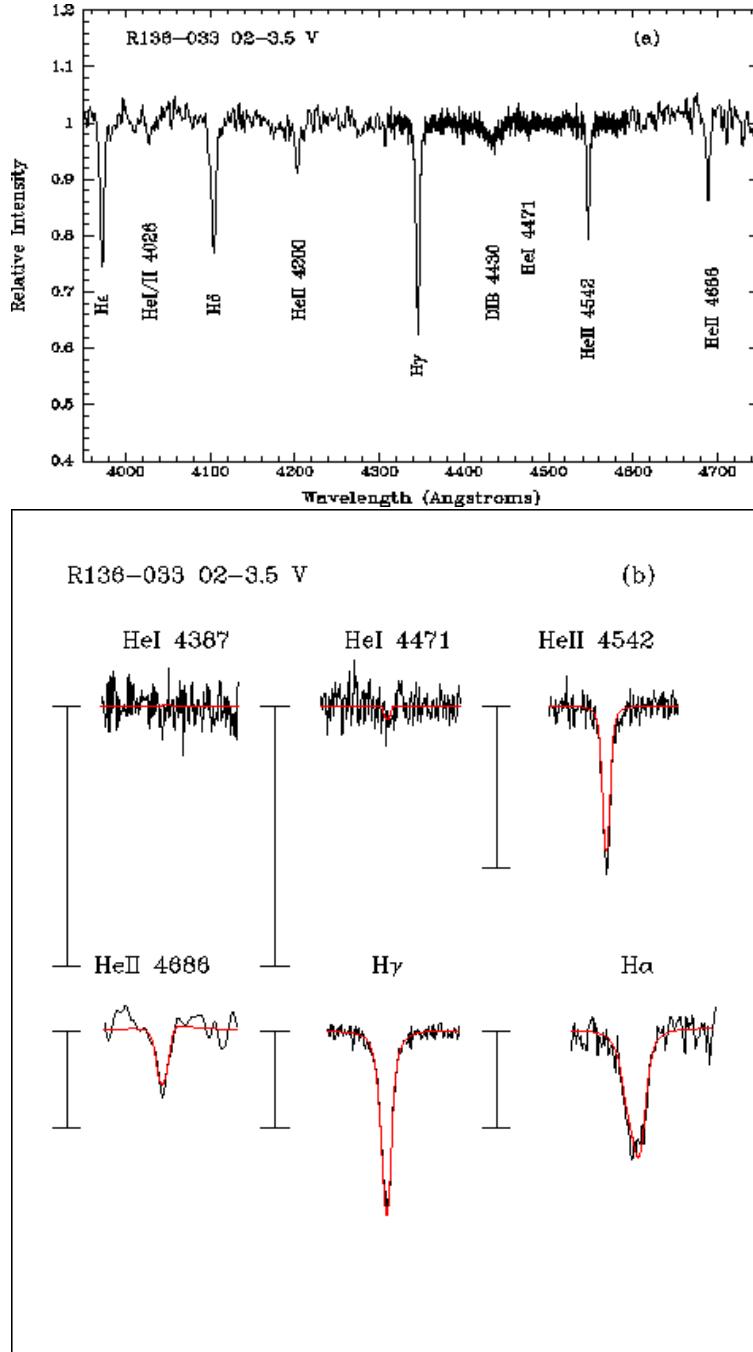 1.2
R136-033 O2-3.5 V (a)
1.1
1
0.9
0.8
0.7
0.6
0.5
0.4
Relative Intensity
Hε
HeI/II 4026
Hδ
HeII 4200
Hγ
DIB 4430
HeI 4471
HeII 4542
HeII 4686
4000 4100 4200 4300 4400 4500 4600 4700
Wavelength (Angstroms)
R136-033 O2-3.5 V (b)
HeI 4387 HeI 4471 HeII 4542
HeII 4686 Hγ Hα